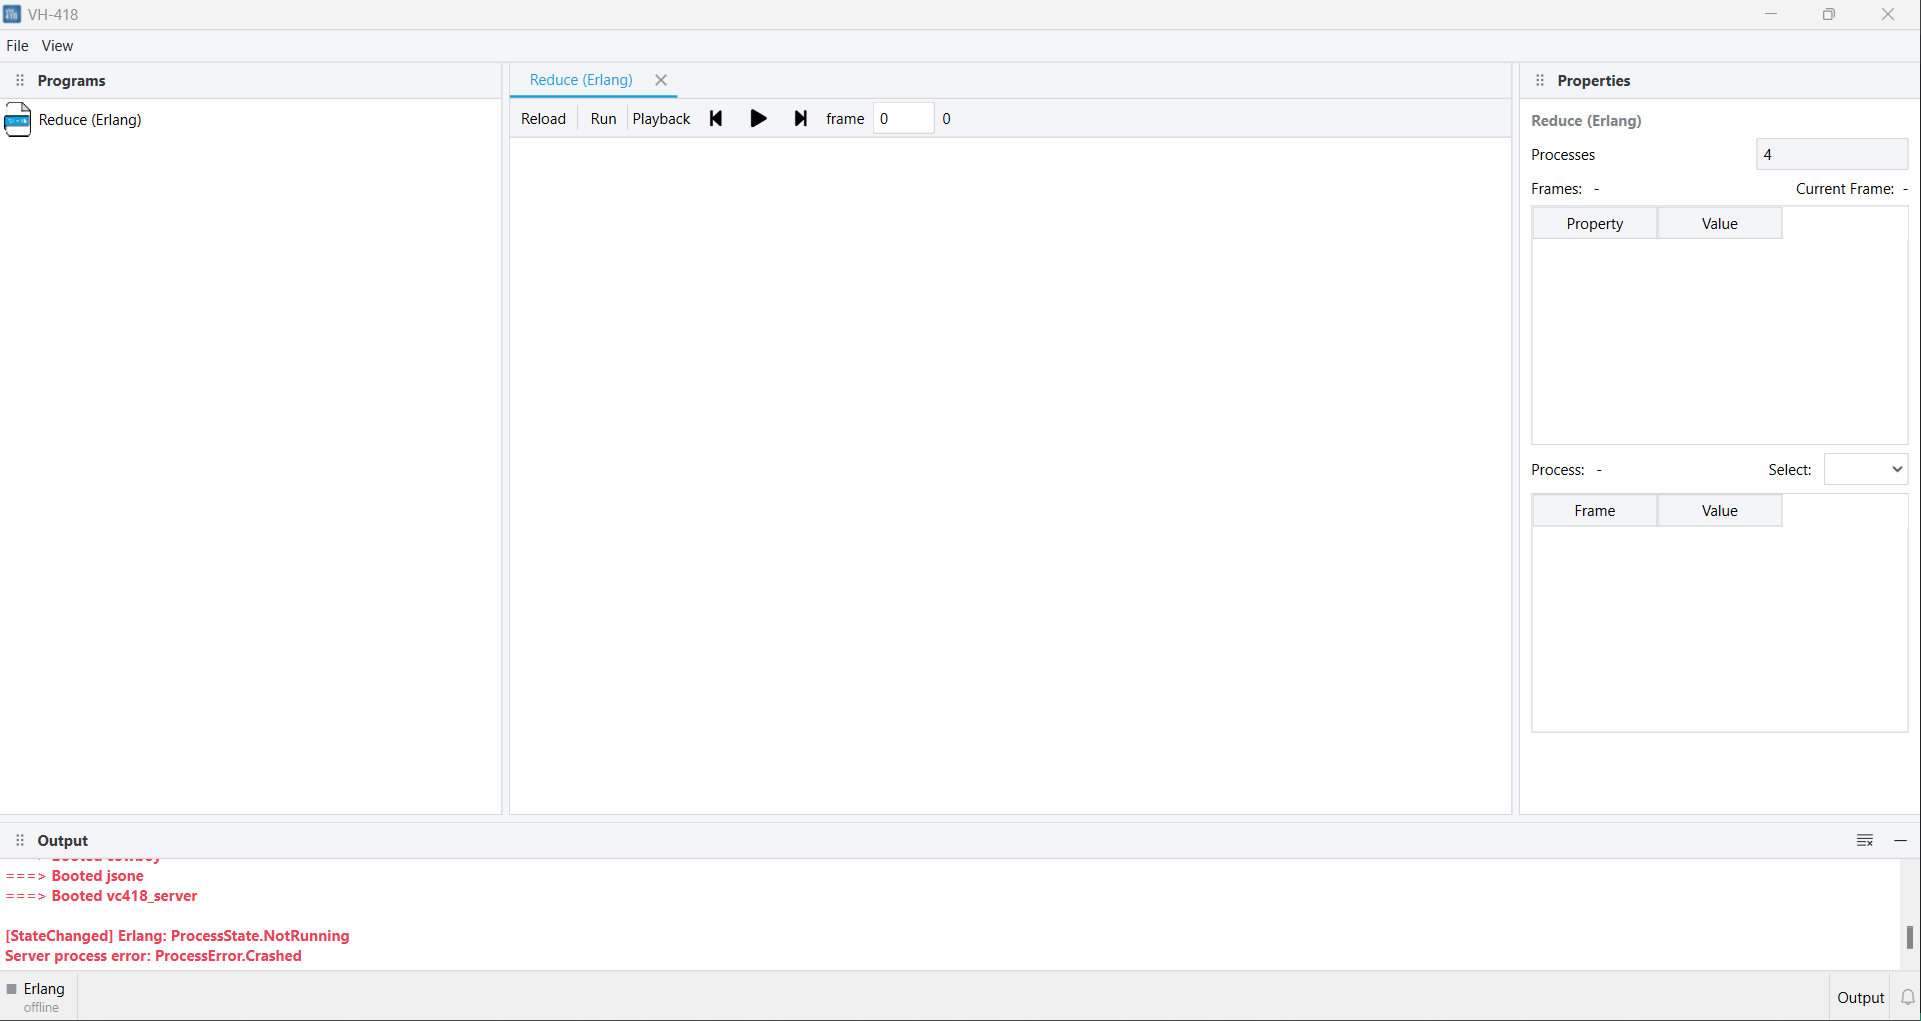 VH-418
File View
Programs
Reduce (Erlang)
Reduce (Erlang)
Reload Run Playback frame 0 0
Properties
Reduce (Erlang)
Processes 4
Frames: - Current Frame: -
Property Value
Process: - Select:
Frame Value
Output
===> Booted cowboy
===> Booted jsone
===> Booted vc418_server
[StateChanged] Erlang: ProcessState.NotRunning
Server process error: ProcessError.Crashed
Erlang
offline
Output